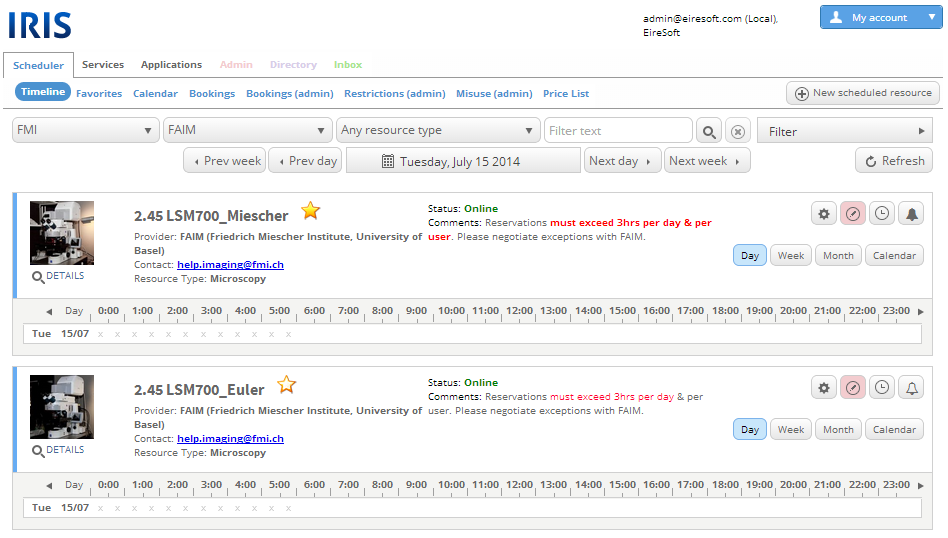 IRIS
admin@eiresoft.com (Local),
EireSoft
My account
Scheduler Services Applications Admin Directory Inbox
Timeline Favorites Calendar Bookings Bookings (admin) Restrictions (admin) Misuse (admin) Price List
New scheduled resource
FMI FAIM Any resource type Filter text Filter
Prev week Prev day Tuesday, July 15 2014 Next day Next week Refresh
2.45 LSM700_Miescher
Provider: FAIM (Friedrich Miescher Institute, University of
Basel)
Contact: help.imaging@fmi.ch
Resource Type: Microscopy
DETAILS
Status: Online
Comments: Reservations must exceed 3hrs per day & per
user. Please negotiate exceptions with FAIM.
Day Week Month Calendar
Day 0:00 1:00 2:00 3:00 4:00 5:00 6:00 7:00 8:00 9:00 10:00 11:00 12:00 13:00 14:00 15:00 16:00 17:00 18:00 19:00 20:00 21:00 22:00 23:00
Tue 15/07 x x x x x x x x x x x x
2.45 LSM700_Euler
Provider: FAIM (Friedrich Miescher Institute, University of
Basel)
Contact: help.imaging@fmi.ch
Resource Type: Microscopy
DETAILS
Status: Online
Comments: Reservations must exceed 3hrs per day & per
user. Please negotiate exceptions with FAIM.
Day Week Month Calendar
Day 0:00 1:00 2:00 3:00 4:00 5:00 6:00 7:00 8:00 9:00 10:00 11:00 12:00 13:00 14:00 15:00 16:00 17:00 18:00 19:00 20:00 21:00 22:00 23:00
Tue 15/07 x x x x x x x x x x x x